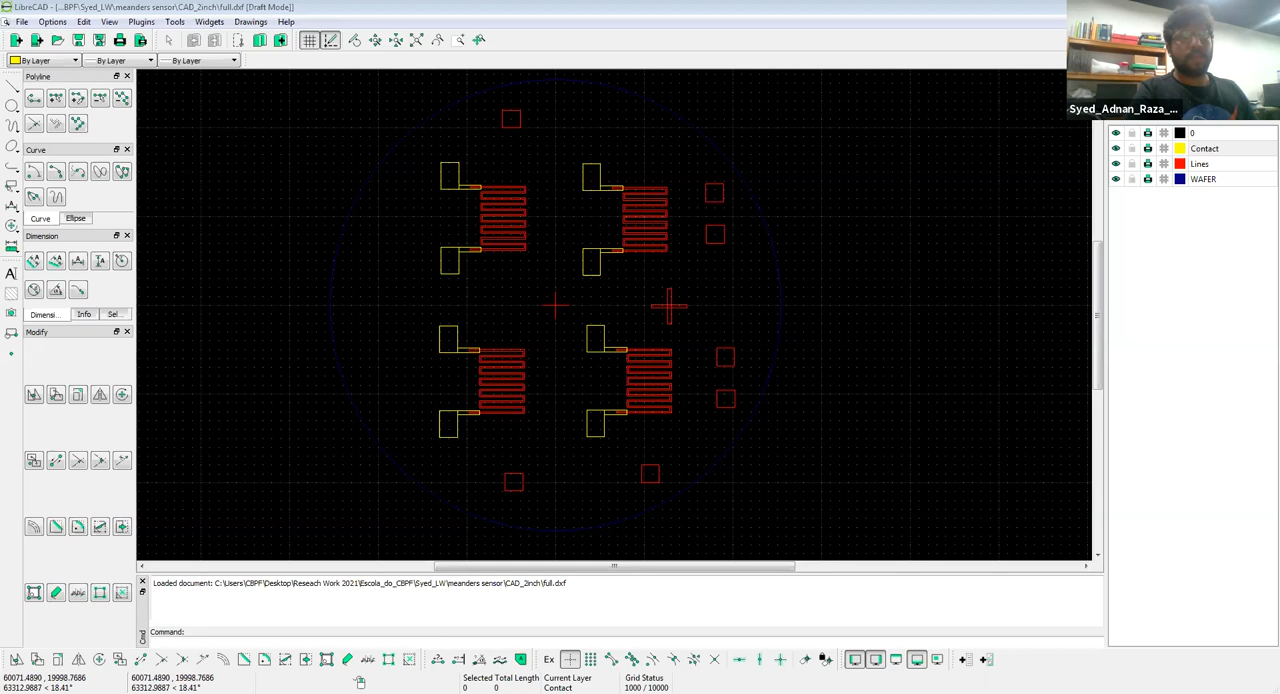 LibreCAD - [...BPF\Syed_LW\meanders sensor\CAD_2inch\full.dxf [Draft Mode]]
File Options Edit View Plugins Tools Widgets Drawings Help
By Layer By Layer By Layer
Polyline
Curve
Curve Ellipse
Dimension
Dimensi... Info Sel...
Modify
Syed_Adnan_Raza_...
0
Contact
Lines
WAFER
Loaded document: C:\Users\CBPF\Desktop\Reseach Work 2021\Escola_do_CBPF\Syed_LW\meanders sensor\CAD_2inch\full.dxf
Cmd
Command:
Ex
60071.4890 , 19998.7686 60071.4890 , 19998.7686 Selected Total Length Current Layer Grid Status
63312.9887 < 18.41° 63312.9887 < 18.41° 0 0 Contact 1000 / 10000